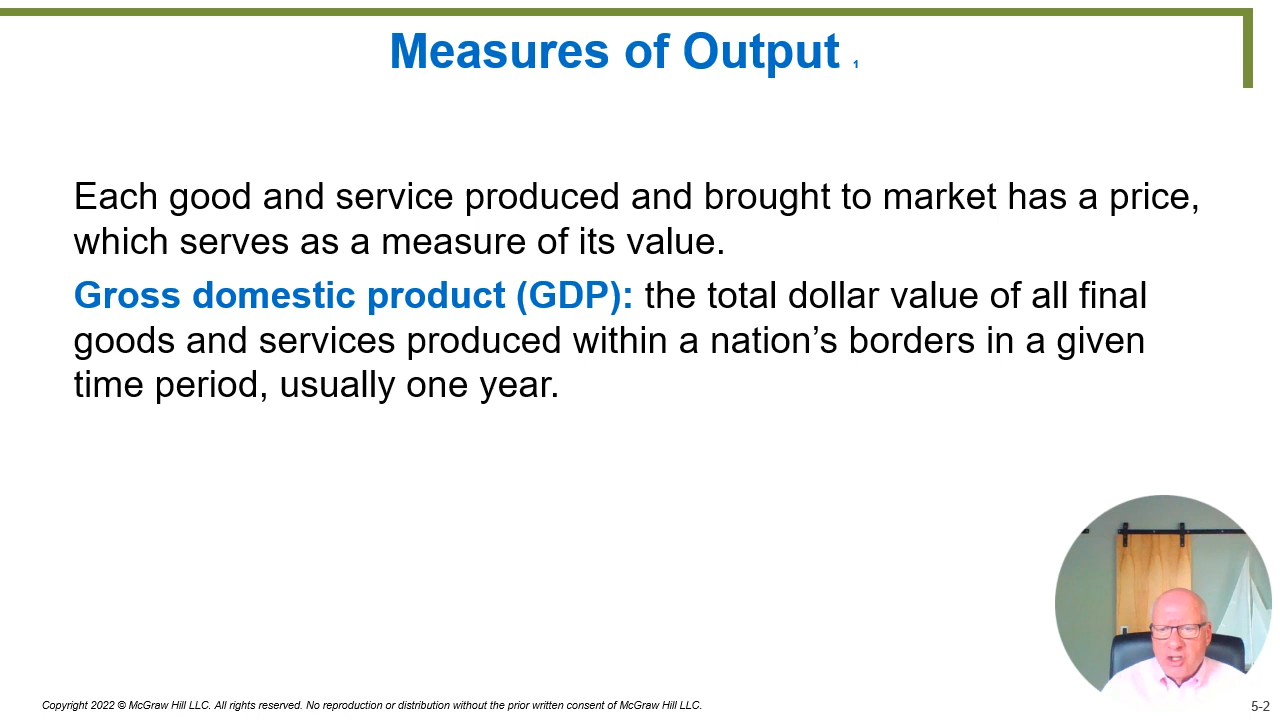 Measures of Output 1
Each good and service produced and brought to market has a price,
which serves as a measure of its value.
Gross domestic product (GDP): the total dollar value of all final
goods and services produced within a nation’s borders in a given
time period, usually one year.
Copyright 2022 © McGraw Hill LLC. All rights reserved. No reproduction or distribution without the prior written consent of McGraw Hill LLC.
5-2